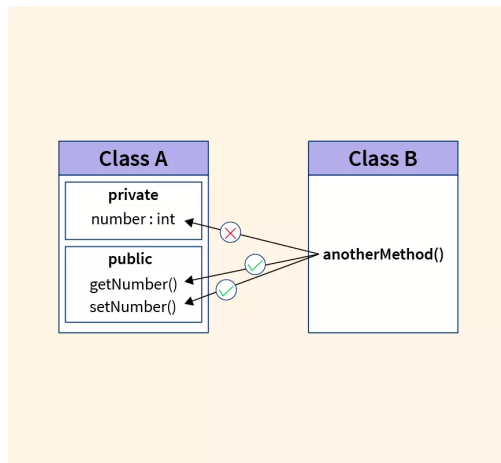 Class A
private
number : int
public
getNumber()
setNumber()
Class B
anotherMethod()